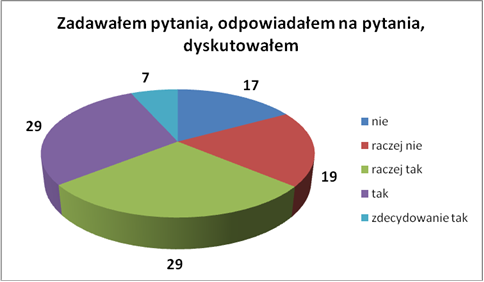 Zadawałem pytania, odpowiadałem na pytania,
dyskutowałem
7
17
29
19
29
nie
raczej nie
raczej tak
tak
zdecydowanie tak